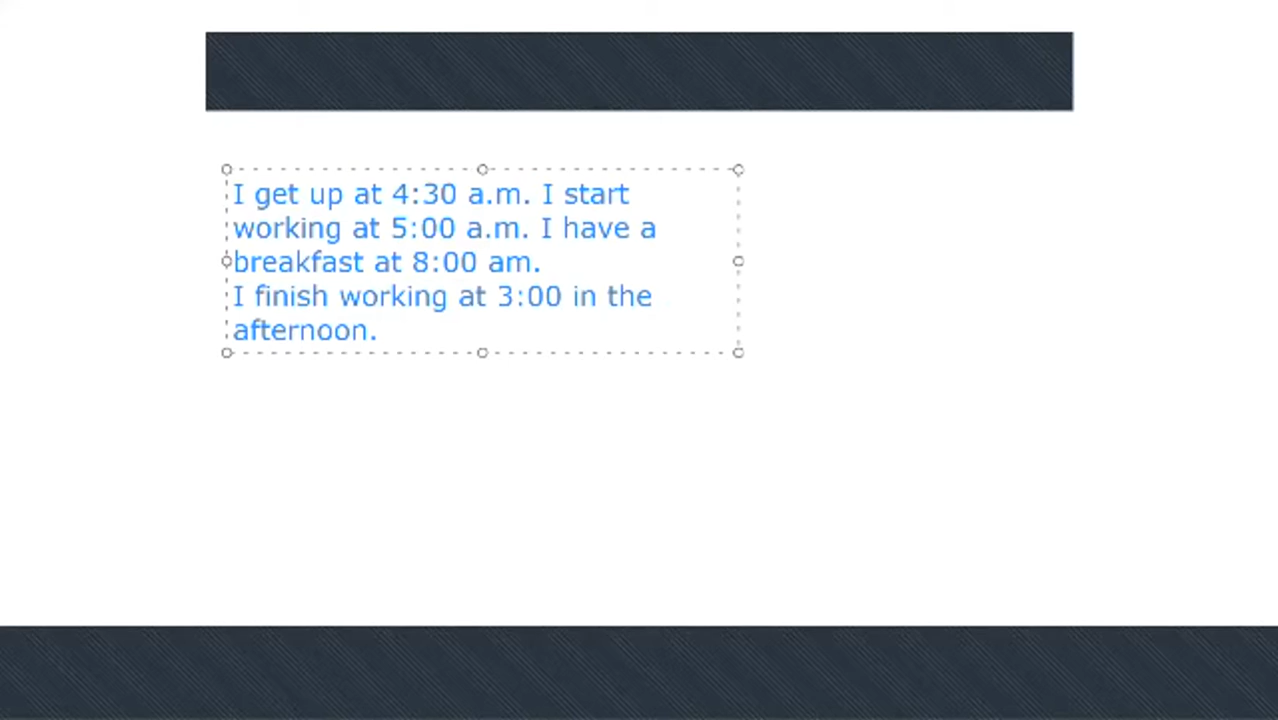 I get up at 4:30 a.m. I start
working at 5:00 a.m. I have a
breakfast at 8:00 am.
I finish working at 3:00 in the
afternoon.